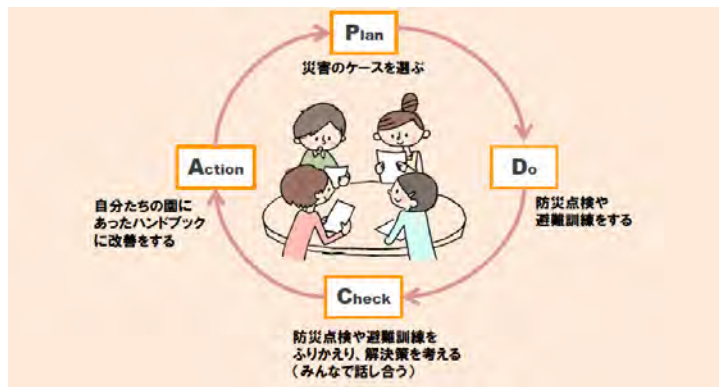 Plan
災害のケースを選ぶ
Do
防災点検や
避難訓練をする
Check
防災点検や避難訓練を
ふりかえり、解決策を考える
(みんなで話し合う)
Action
自分たちの園に
あったハンドブック
に改善をする